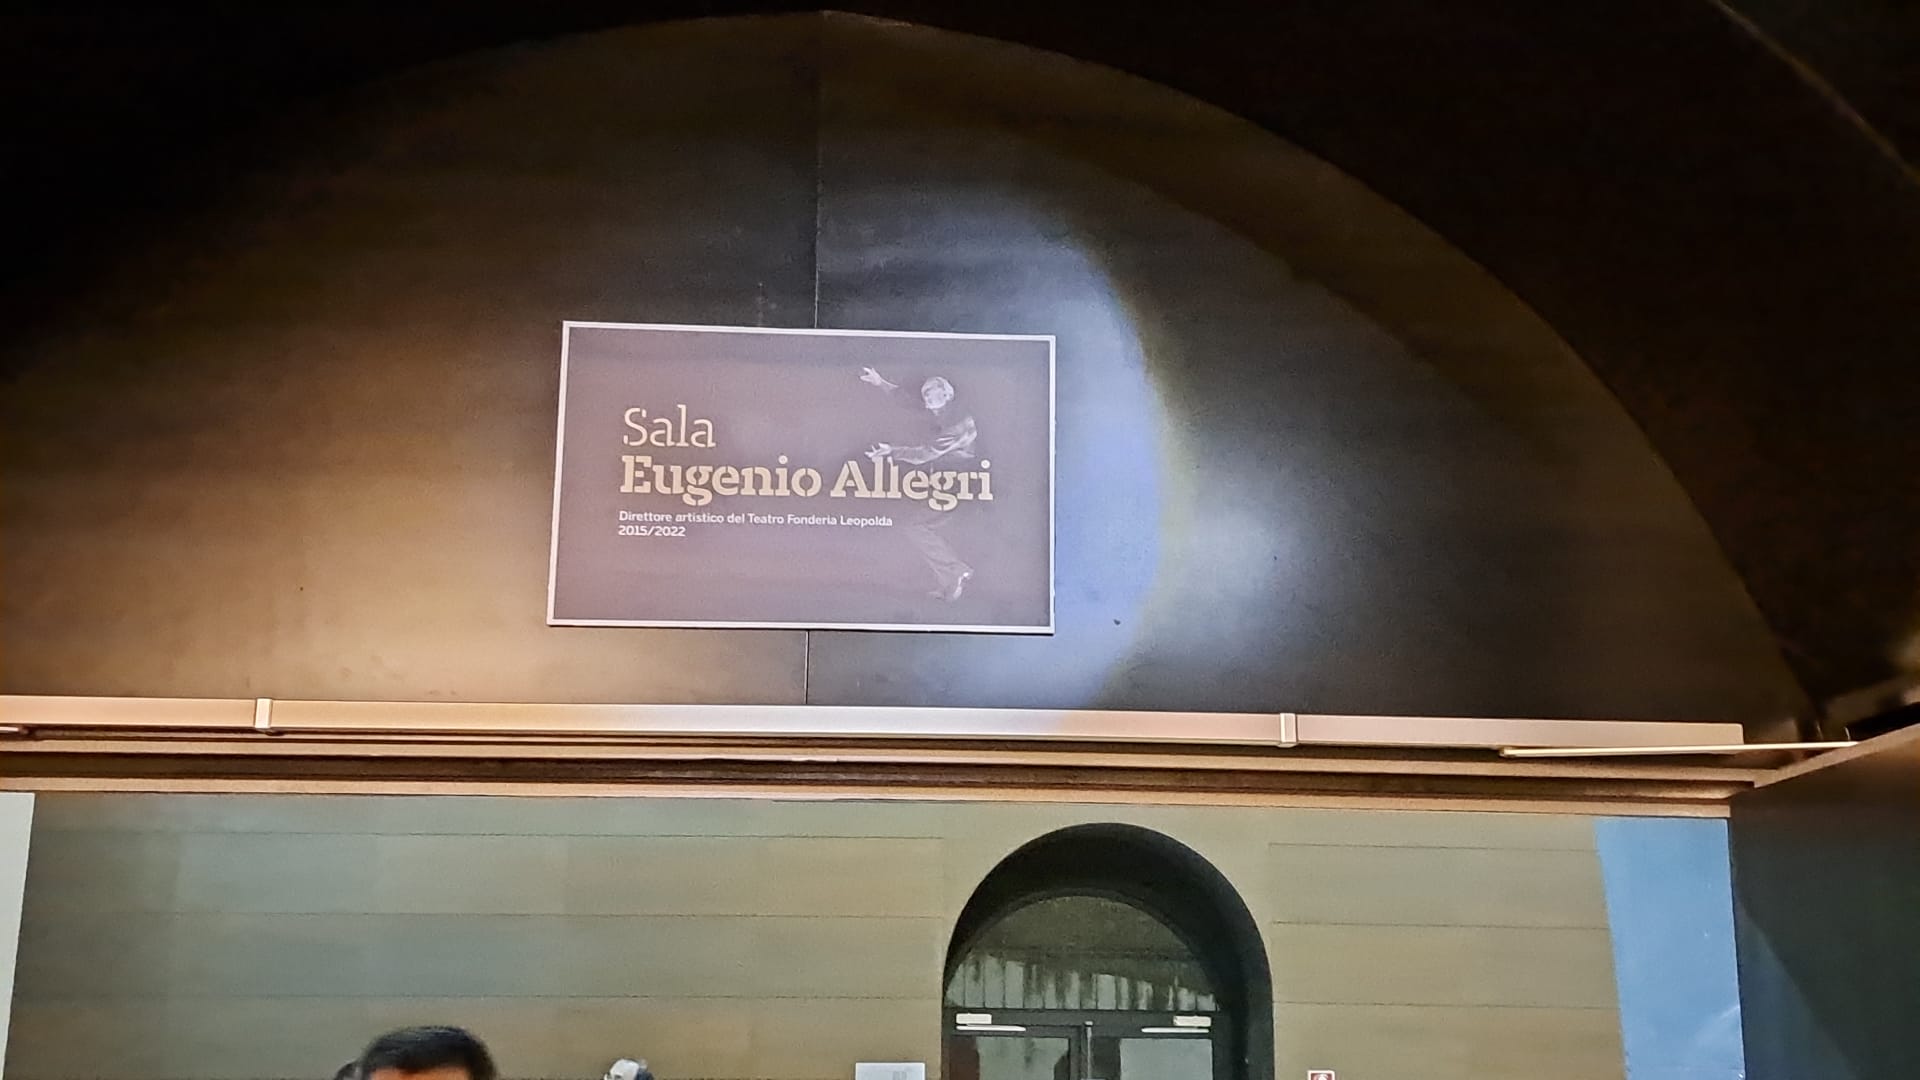 Sala
Eugenio Allegri
Direttore artistico del Teatro Fonderia Leopolda
2015/2022